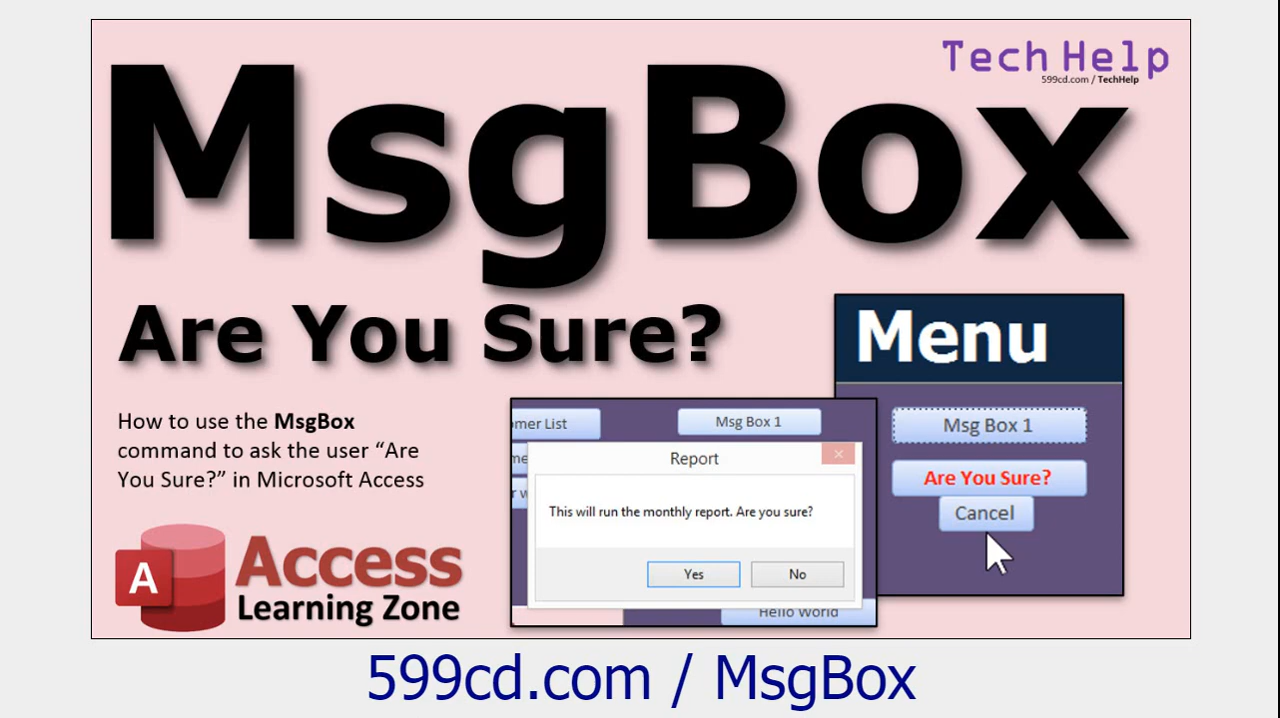 Tech Help
599cd.com / TechHelp
MsgBox
Are You Sure?
How to use the MsgBox
command to ask the user “Are
You Sure?” in Microsoft Access
A
Access
Learning Zone
omer List
Msg Box 1
Report
This will run the monthly report. Are you sure?
Yes
No
Hello World
Menu
Msg Box 1
Are You Sure?
Cancel
599cd.com / MsgBox